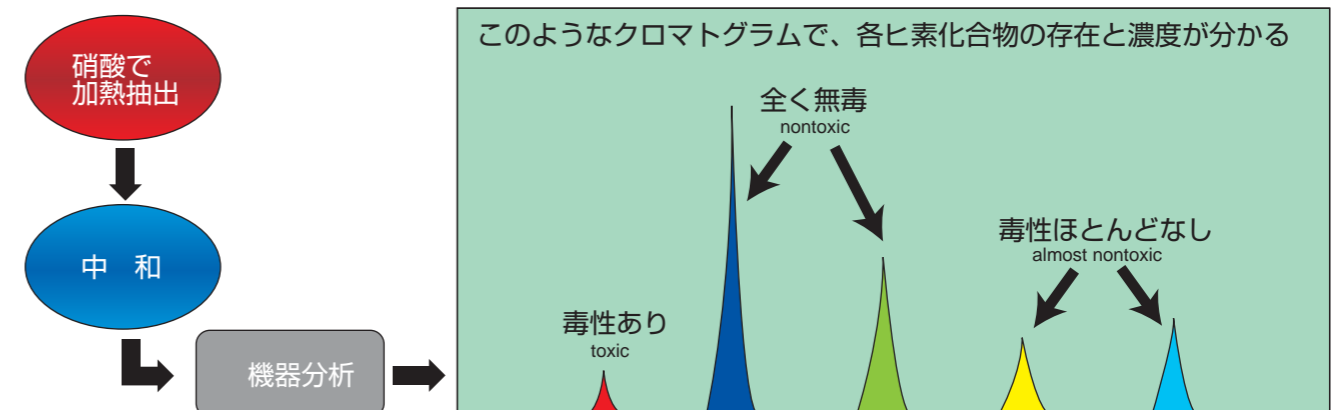 硝酸で
加熱抽出
中　和
機器分析
このようなクロマトグラムで、各ヒ素化合物の存在と濃度が分かる
全く無毒
nontoxic
毒性ほとんどなし
almost nontoxic
毒性あり
toxic